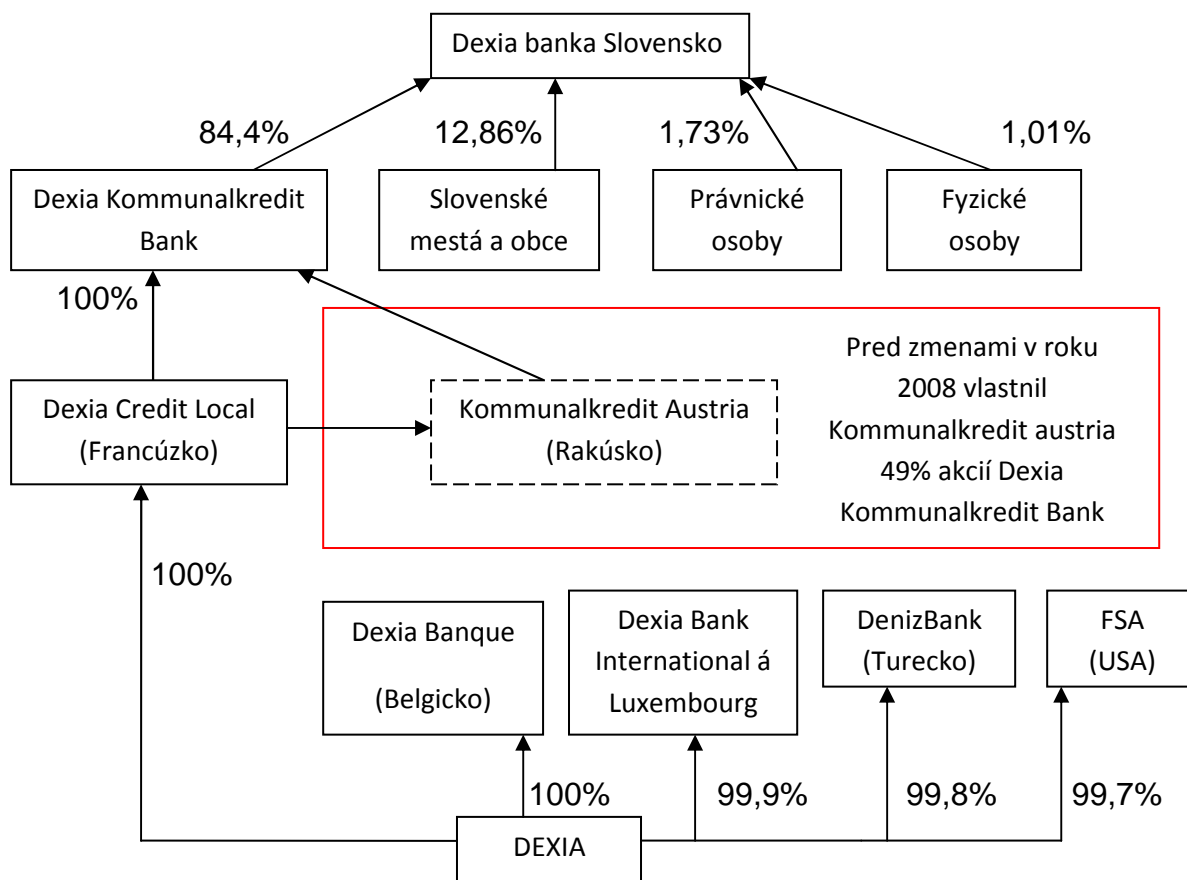 Dexia banka Slovensko
84,4%
12,86%
1,73%
1,01%
Dexia Kommunalkredit
Bank
Slovenské
mestá a obce
Právnické
osoby
Fyzické
osoby
100%
Dexia Credit Local
(Francúzko)
Kommunalkredit Austria
(Rakúsko)
Pred zmenami v roku
2008 vlastnil
Kommunalkredit austria
49% akcií Dexia
Kommunalkredit Bank
100%
Dexia Banque
(Belgicko)
Dexia Bank
International á
Luxembourg
DenizBank
(Turecko)
FSA
(USA)
100%
99,9%
99,8%
99,7%
DEXIA